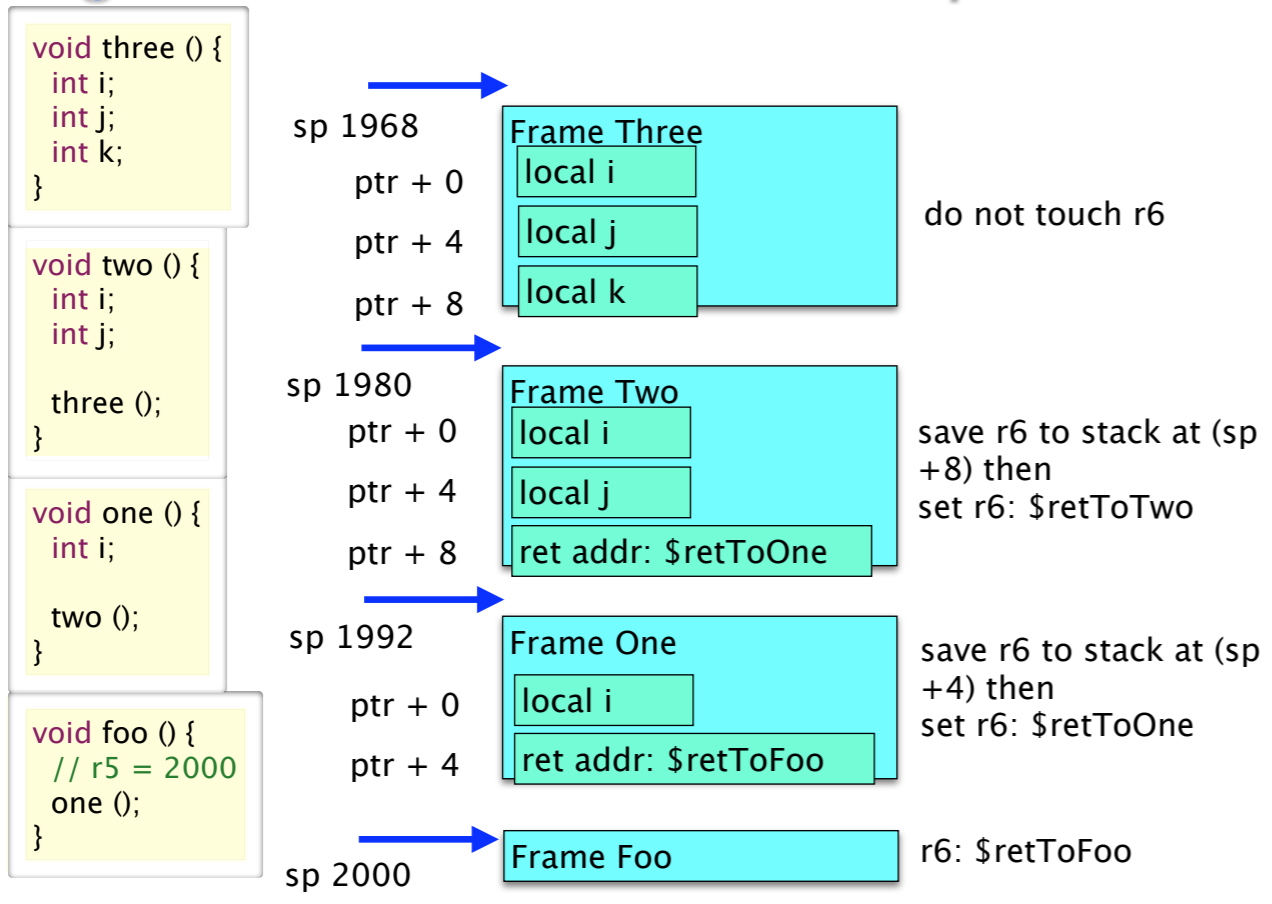 void three () {
int i;
int j;
int k;
}
void two () {
int i;
int j;
three ();
}
void one () {
int i;
two ();
}
void foo () {
// r5 = 2000
one ();
}
sp 1968
Frame Three
ptr + 0
local i
ptr + 4
local j
ptr + 8
local k
do not touch r6
sp 1980
Frame Two
ptr + 0
local i
ptr + 4
local j
ptr + 8
ret addr: $retToOne
save r6 to stack at (sp
+8) then
set r6: $retToTwo
sp 1992
Frame One
ptr + 0
local i
ptr + 4
ret addr: $retToFoo
save r6 to stack at (sp
+4) then
set r6: $retToOne
sp 2000
Frame Foo
r6: $retToFoo